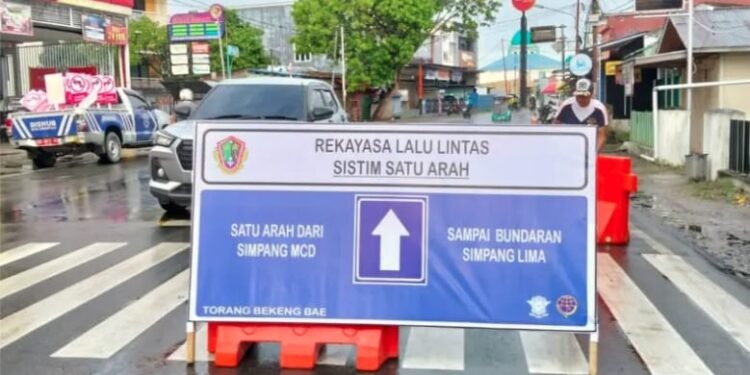 REKAYASA LALU LINTAS
SISTIM SATU ARAH
SATU ARAH DARI
SIMPANG MCD
SAMPAI BUNDARAN
SIMPANG LIMA
TORANG BEKENG BAE
DISHUB